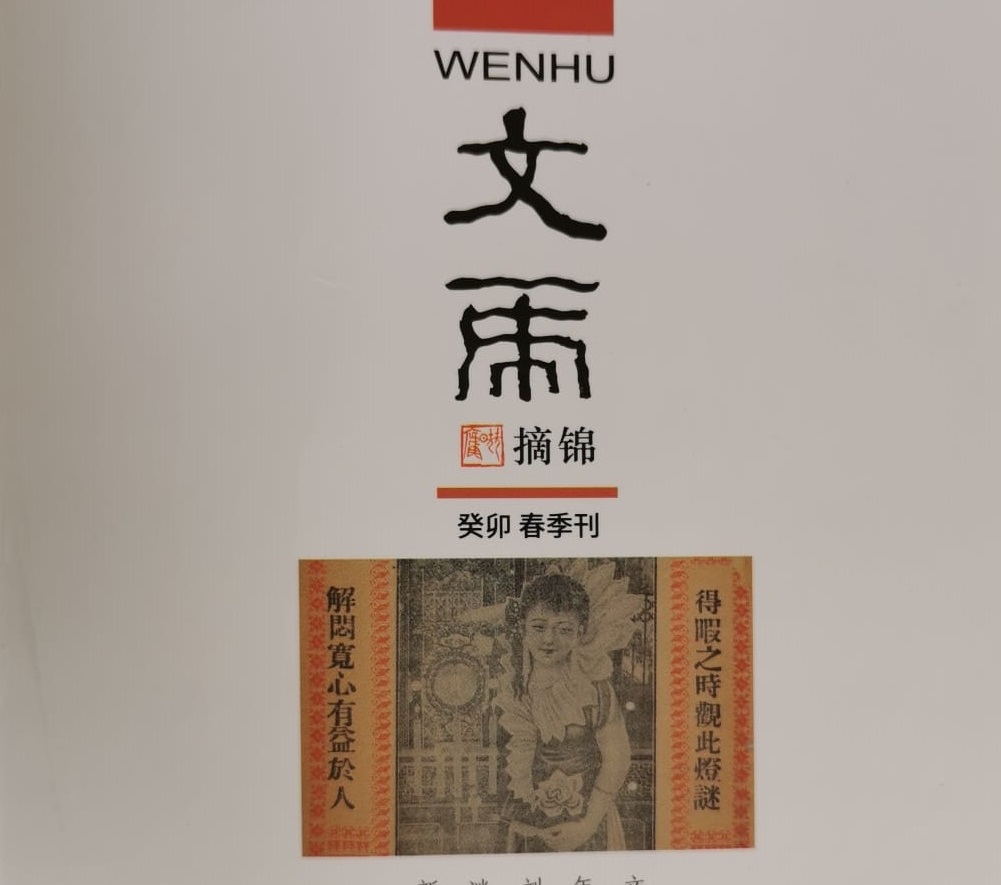 WENHU
文
虎
摘锦
癸卯 春季刊
得暇之時觀此燈謎
解悶寬心有益於人